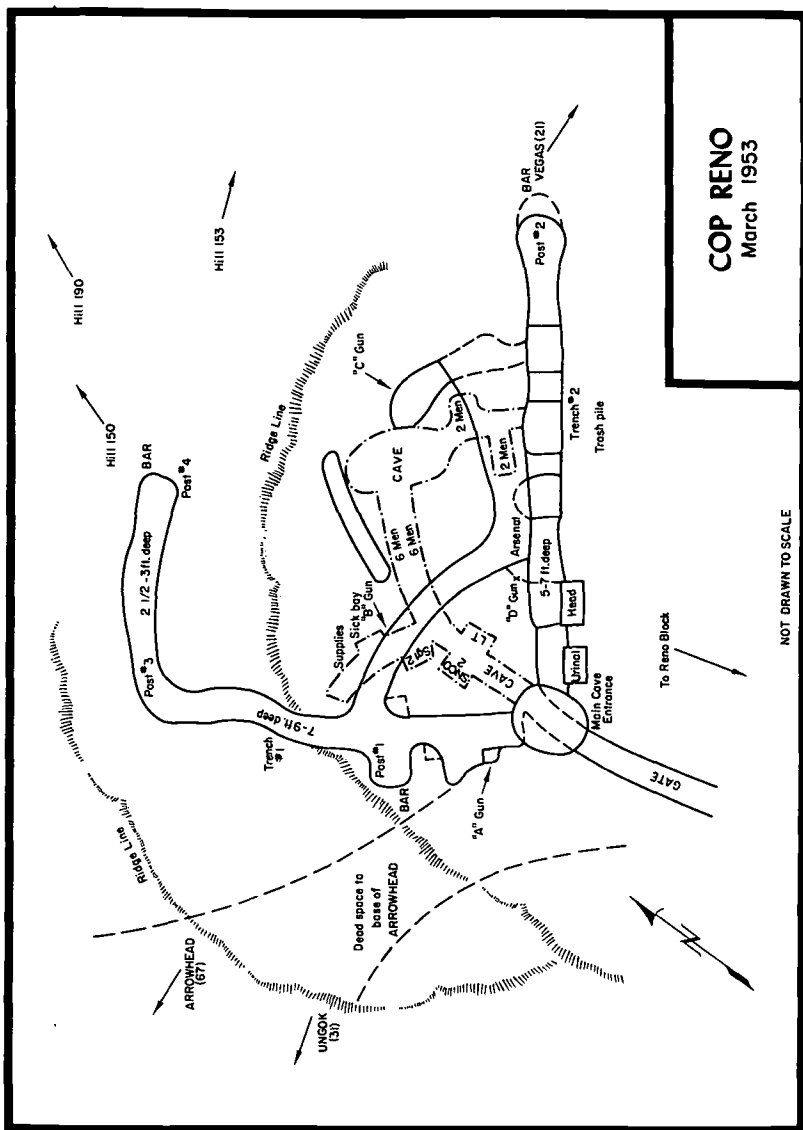 COP RENO
March 1953
Hill 190
Hill 153
Hill 150
Ridge Line
BAR
Post #4
2 1/2 -3 ft. deep
Post #3
Ridge Line
7-9 ft. deep
Trench
#1
Post #1
BAR
"A" Gun
Supplies
Sick bay
"B" Gun
6 Men
6 Men
CAVE
"C" Gun
2 Men
2 Men
Arsenal
"D" Gun x
5-7 ft. deep
Trench #2
Trash pile
Post #2
BAR
VEGAS (21)
Head
Urinal
LT
CAVE
2
SNCO
Sgt 2
Main Cave
Entrance
GATE
To Reno Block
Dead space to
base of
ARROWHEAD
ARROWHEAD
(67)
UNGOK
(31)
N
NOT DRAWN TO SCALE